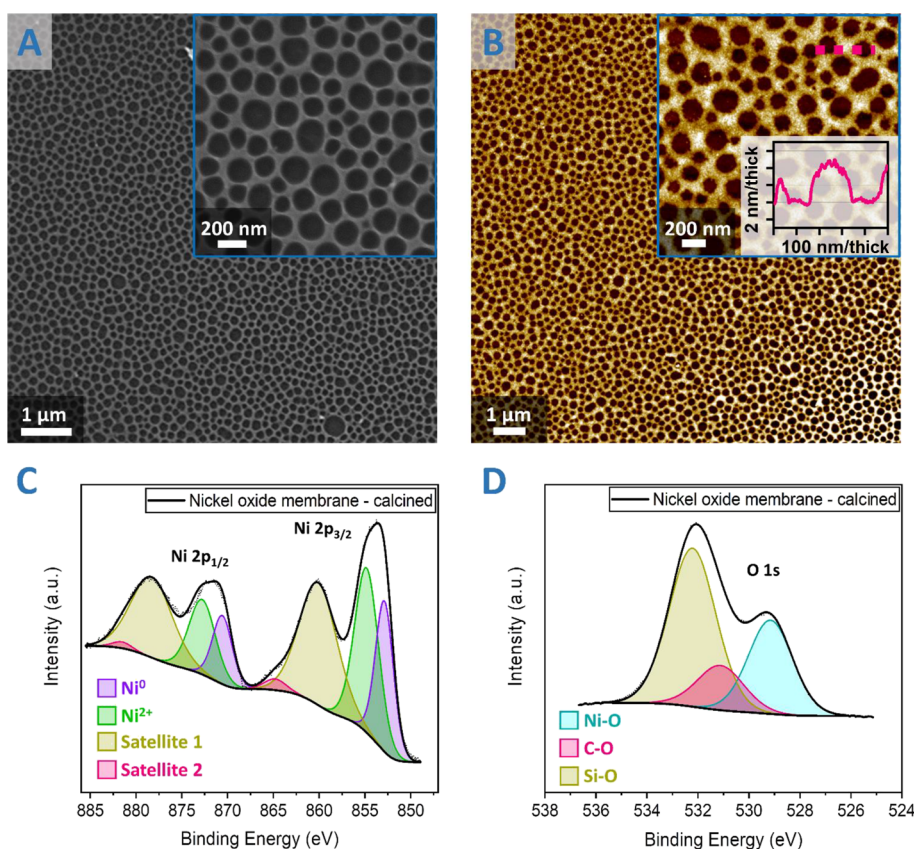 A
200 nm
1 µm
B
200 nm
2 nm/thick
100 nm/thick
1 µm
C
Nickel oxide membrane - calcined
Ni 2p1/2
Ni 2p3/2
Intensity (a.u.)
Ni⁰
Ni²⁺
Satellite 1
Satellite 2
885 880 875 870 865 860 855 850
Binding Energy (eV)
D
Nickel oxide membrane - calcined
O 1s
Intensity (a.u.)
Ni-O
C-O
Si-O
538 536 534 532 530 528 526 524
Binding Energy (eV)